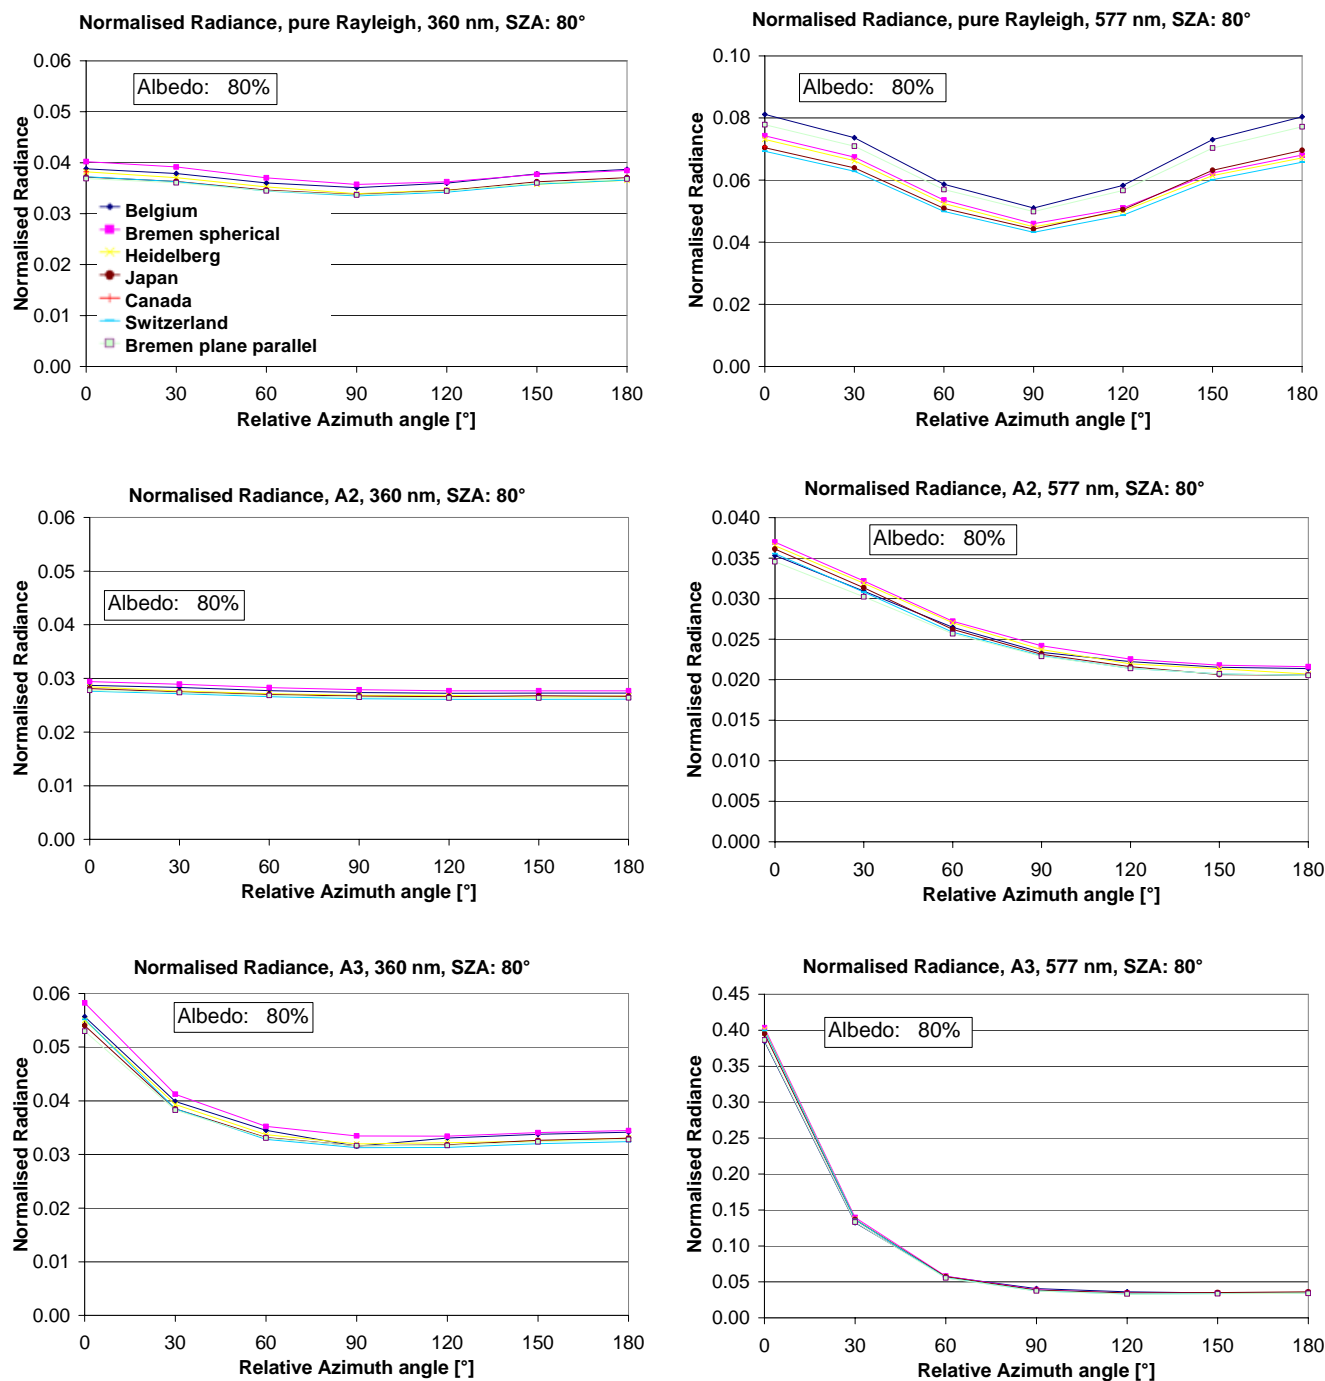 Normalised Radiance, pure Rayleigh, 360 nm, SZA: 80°
Albedo: 80%
Normalised Radiance
0.06
0.05
0.04
0.03
0.02
0.01
0.00
Belgium
Bremen spherical
Heidelberg
Japan
Canada
Switzerland
Bremen plane parallel
0 30 60 90 120 150 180
Relative Azimuth angle [°]
Normalised Radiance, pure Rayleigh, 577 nm, SZA: 80°
Albedo: 80%
Normalised Radiance
0.10
0.08
0.06
0.04
0.02
0.00
0 30 60 90 120 150 180
Relative Azimuth angle [°]
Normalised Radiance, A2, 360 nm, SZA: 80°
Albedo: 80%
Normalised Radiance
0.06
0.05
0.04
0.03
0.02
0.01
0.00
0 30 60 90 120 150 180
Relative Azimuth angle [°]
Normalised Radiance, A2, 577 nm, SZA: 80°
Albedo: 80%
Normalised Radiance
0.040
0.035
0.030
0.025
0.020
0.015
0.010
0.005
0.000
0 30 60 90 120 150 180
Relative Azimuth angle [°]
Normalised Radiance, A3, 360 nm, SZA: 80°
Albedo: 80%
Normalised Radiance
0.06
0.05
0.04
0.03
0.02
0.01
0.00
0 30 60 90 120 150 180
Relative Azimuth angle [°]
Normalised Radiance, A3, 577 nm, SZA: 80°
Albedo: 80%
Normalised Radiance
0.45
0.40
0.35
0.30
0.25
0.20
0.15
0.10
0.05
0.00
0 30 60 90 120 150 180
Relative Azimuth angle [°]